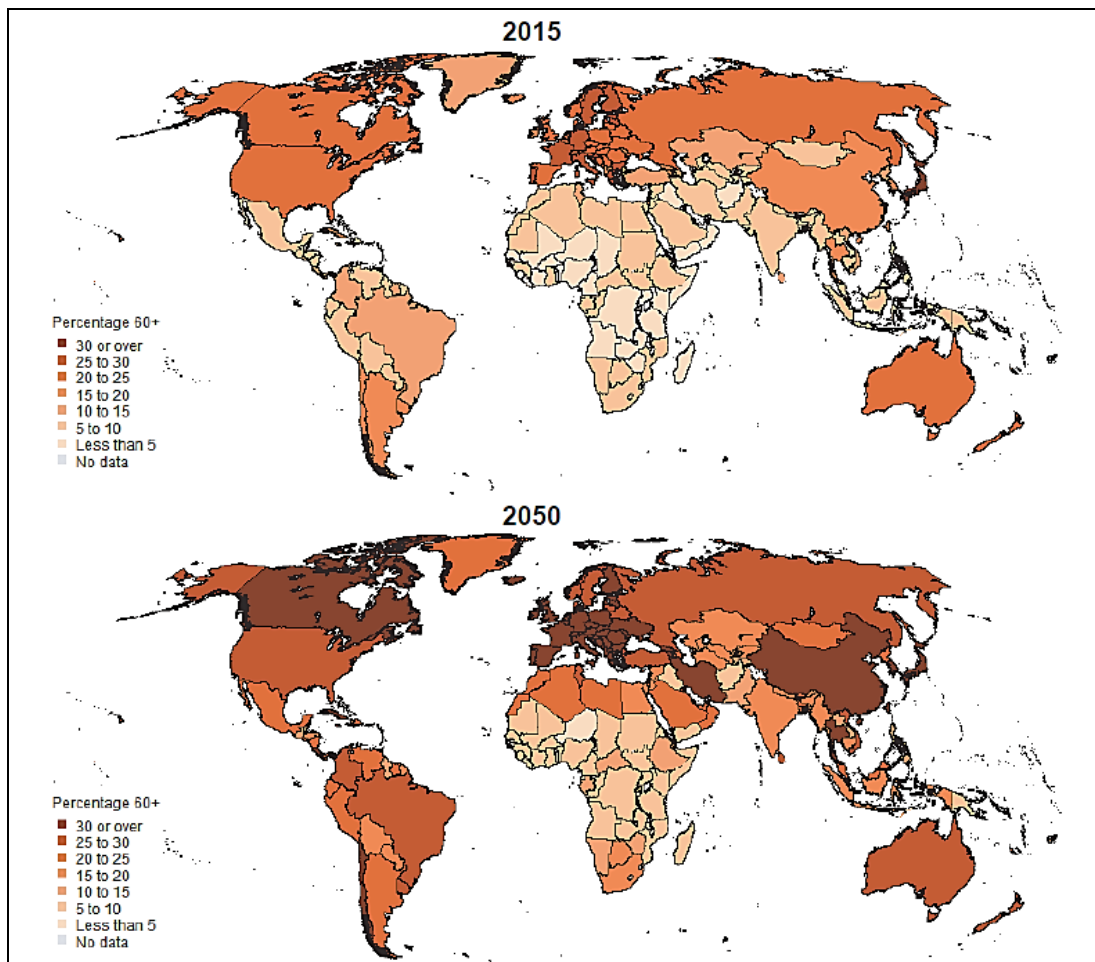 2015
Percentage 60+
30 or over
25 to 30
20 to 25
15 to 20
10 to 15
5 to 10
Less than 5
No data
2050
Percentage 60+
30 or over
25 to 30
20 to 25
15 to 20
10 to 15
5 to 10
Less than 5
No data